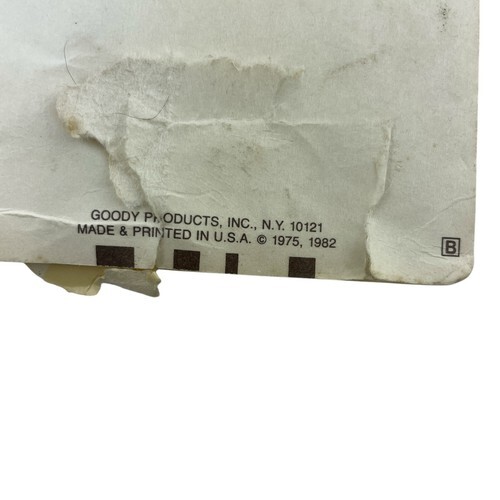 GOODY PRODUCTS, INC., N.Y. 10121
MADE & PRINTED IN U.S.A. © 1975, 1982
B